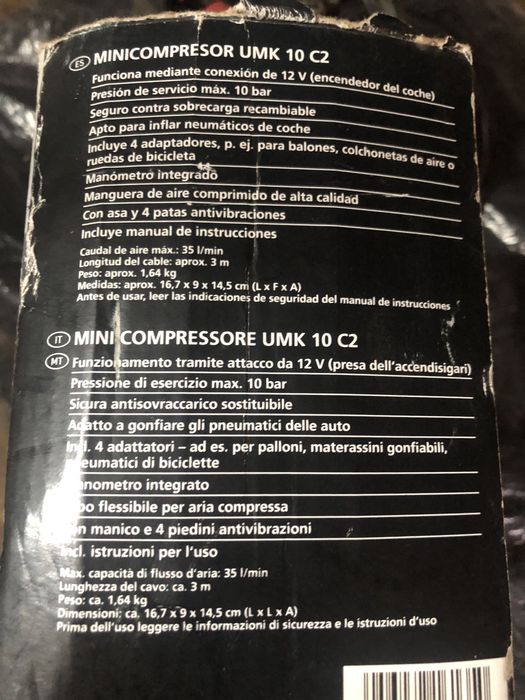 ES MINICOMPRESOR UMK 10 C2
Funciona mediante conexión de 12 V (encendedor del coche)
Presión de servicio máx. 10 bar
Seguro contra sobrecarga recambiable
Apto para inflar neumáticos de coche
Incluye 4 adaptadores, p. ej. para balones, colchonetas de aire o
ruedas de bicicleta
Manómetro integrado
Manguera de aire comprimido de alta calidad
Con asa y 4 patas antivibraciones
Incluye manual de instrucciones
Caudal de aire máx.: 35 l/min
Longitud del cable: aprox. 3 m
Peso: aprox. 1,64 kg
Medidas: aprox. 16,7 x 9 x 14,5 cm (L x F x A)
Antes de usar, leer las indicaciones de seguridad del manual de instrucciones
IT MINI COMPRESSORE UMK 10 C2
MT Funzionamento tramite attacco da 12 V (presa dell'accendisigari)
Pressione di esercizio max. 10 bar
Sicura antisovraccarico sostituibile
Adatto a gonfiare gli pneumatici delle auto
Incl. 4 adattatori – ad es. per palloni, materassini gonfiabili,
pneumatici di biciclette
anometro integrato
bo flessibile per aria compressa
on manico e 4 piedini antivibrazioni
Incl. istruzioni per l'uso
Max. capacità di flusso d'aria: 35 l/min
Lunghezza del cavo: ca. 3 m
Peso: ca. 1,64 kg
Dimensioni: ca. 16,7 x 9 x 14,5 cm (L x L x A)
Prima dell'uso leggere le informazioni di sicurezza e le istruzioni d'uso